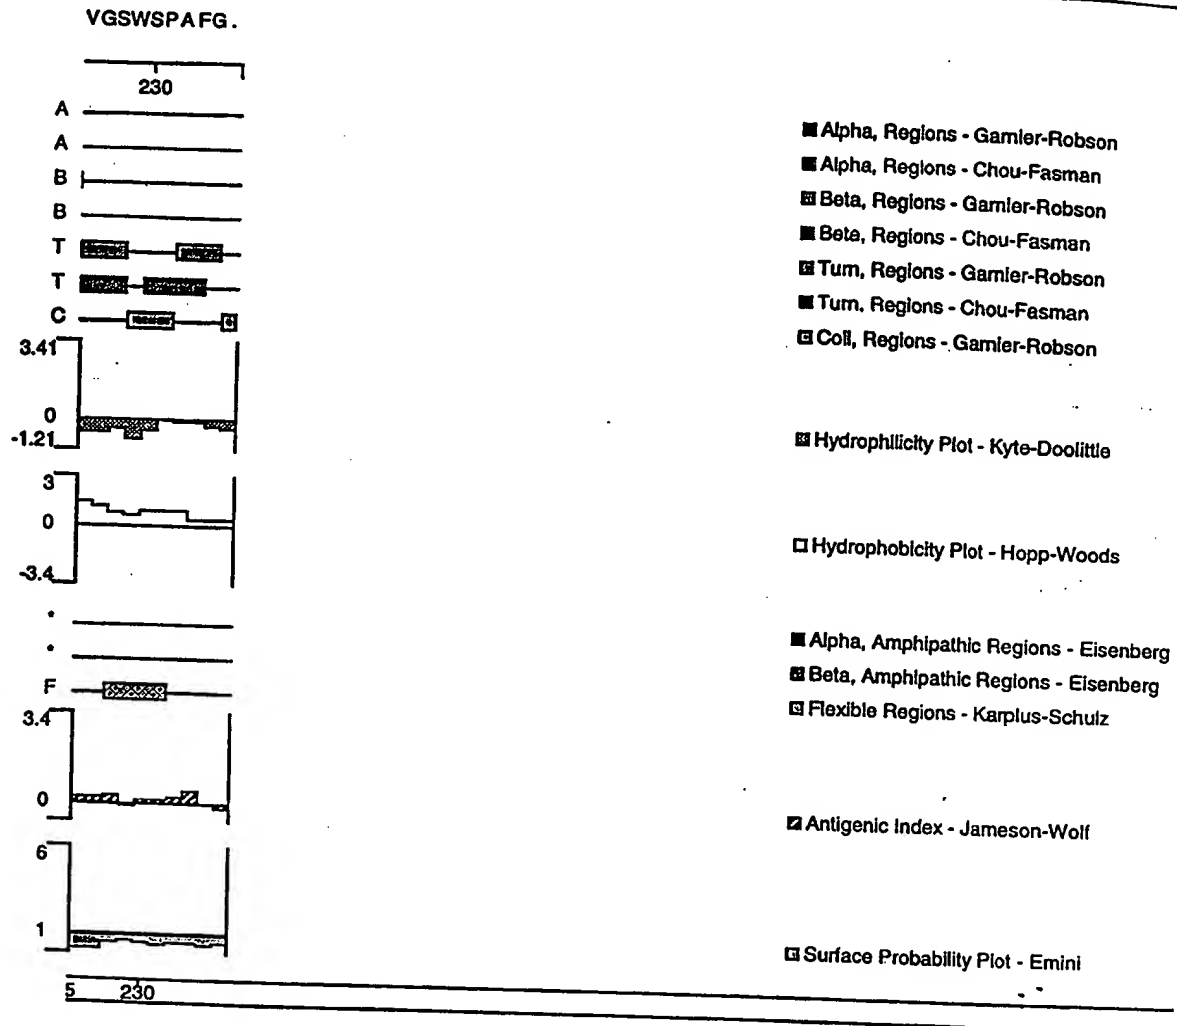 VGSWSPAFG.
230
A
A
B
B
T
T
C
3.41
0
-1.21
3
0
-3.4
*
*
F
3.4
0
6
1
5 230
Alpha, Regions - Garnier-Robson
Alpha, Regions - Chou-Fasman
Beta, Regions - Garnier-Robson
Beta, Regions - Chou-Fasman
Turn, Regions - Garnier-Robson
Turn, Regions - Chou-Fasman
Coil, Regions - Garnier-Robson
Hydrophilicity Plot - Kyte-Doolittle
Hydrophobicity Plot - Hopp-Woods
Alpha, Amphipathic Regions - Eisenberg
Beta, Amphipathic Regions - Eisenberg
Flexible Regions - Karplus-Schulz
Antigenic Index - Jameson-Wolf
Surface Probability Plot - Emini